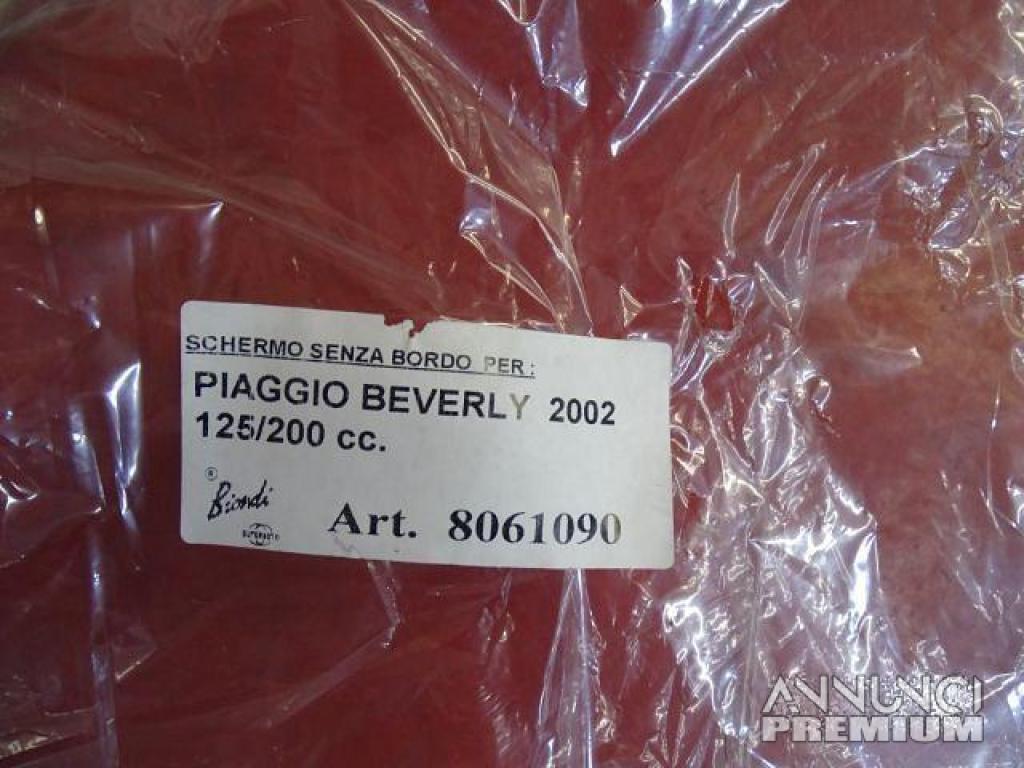 SCHERMO SENZA BORDO PER :
PIAGGIO BEVERLY 2002
125/200 cc.
®
Biondi
Art. 8061090
ANNUNCI
PREMIUM